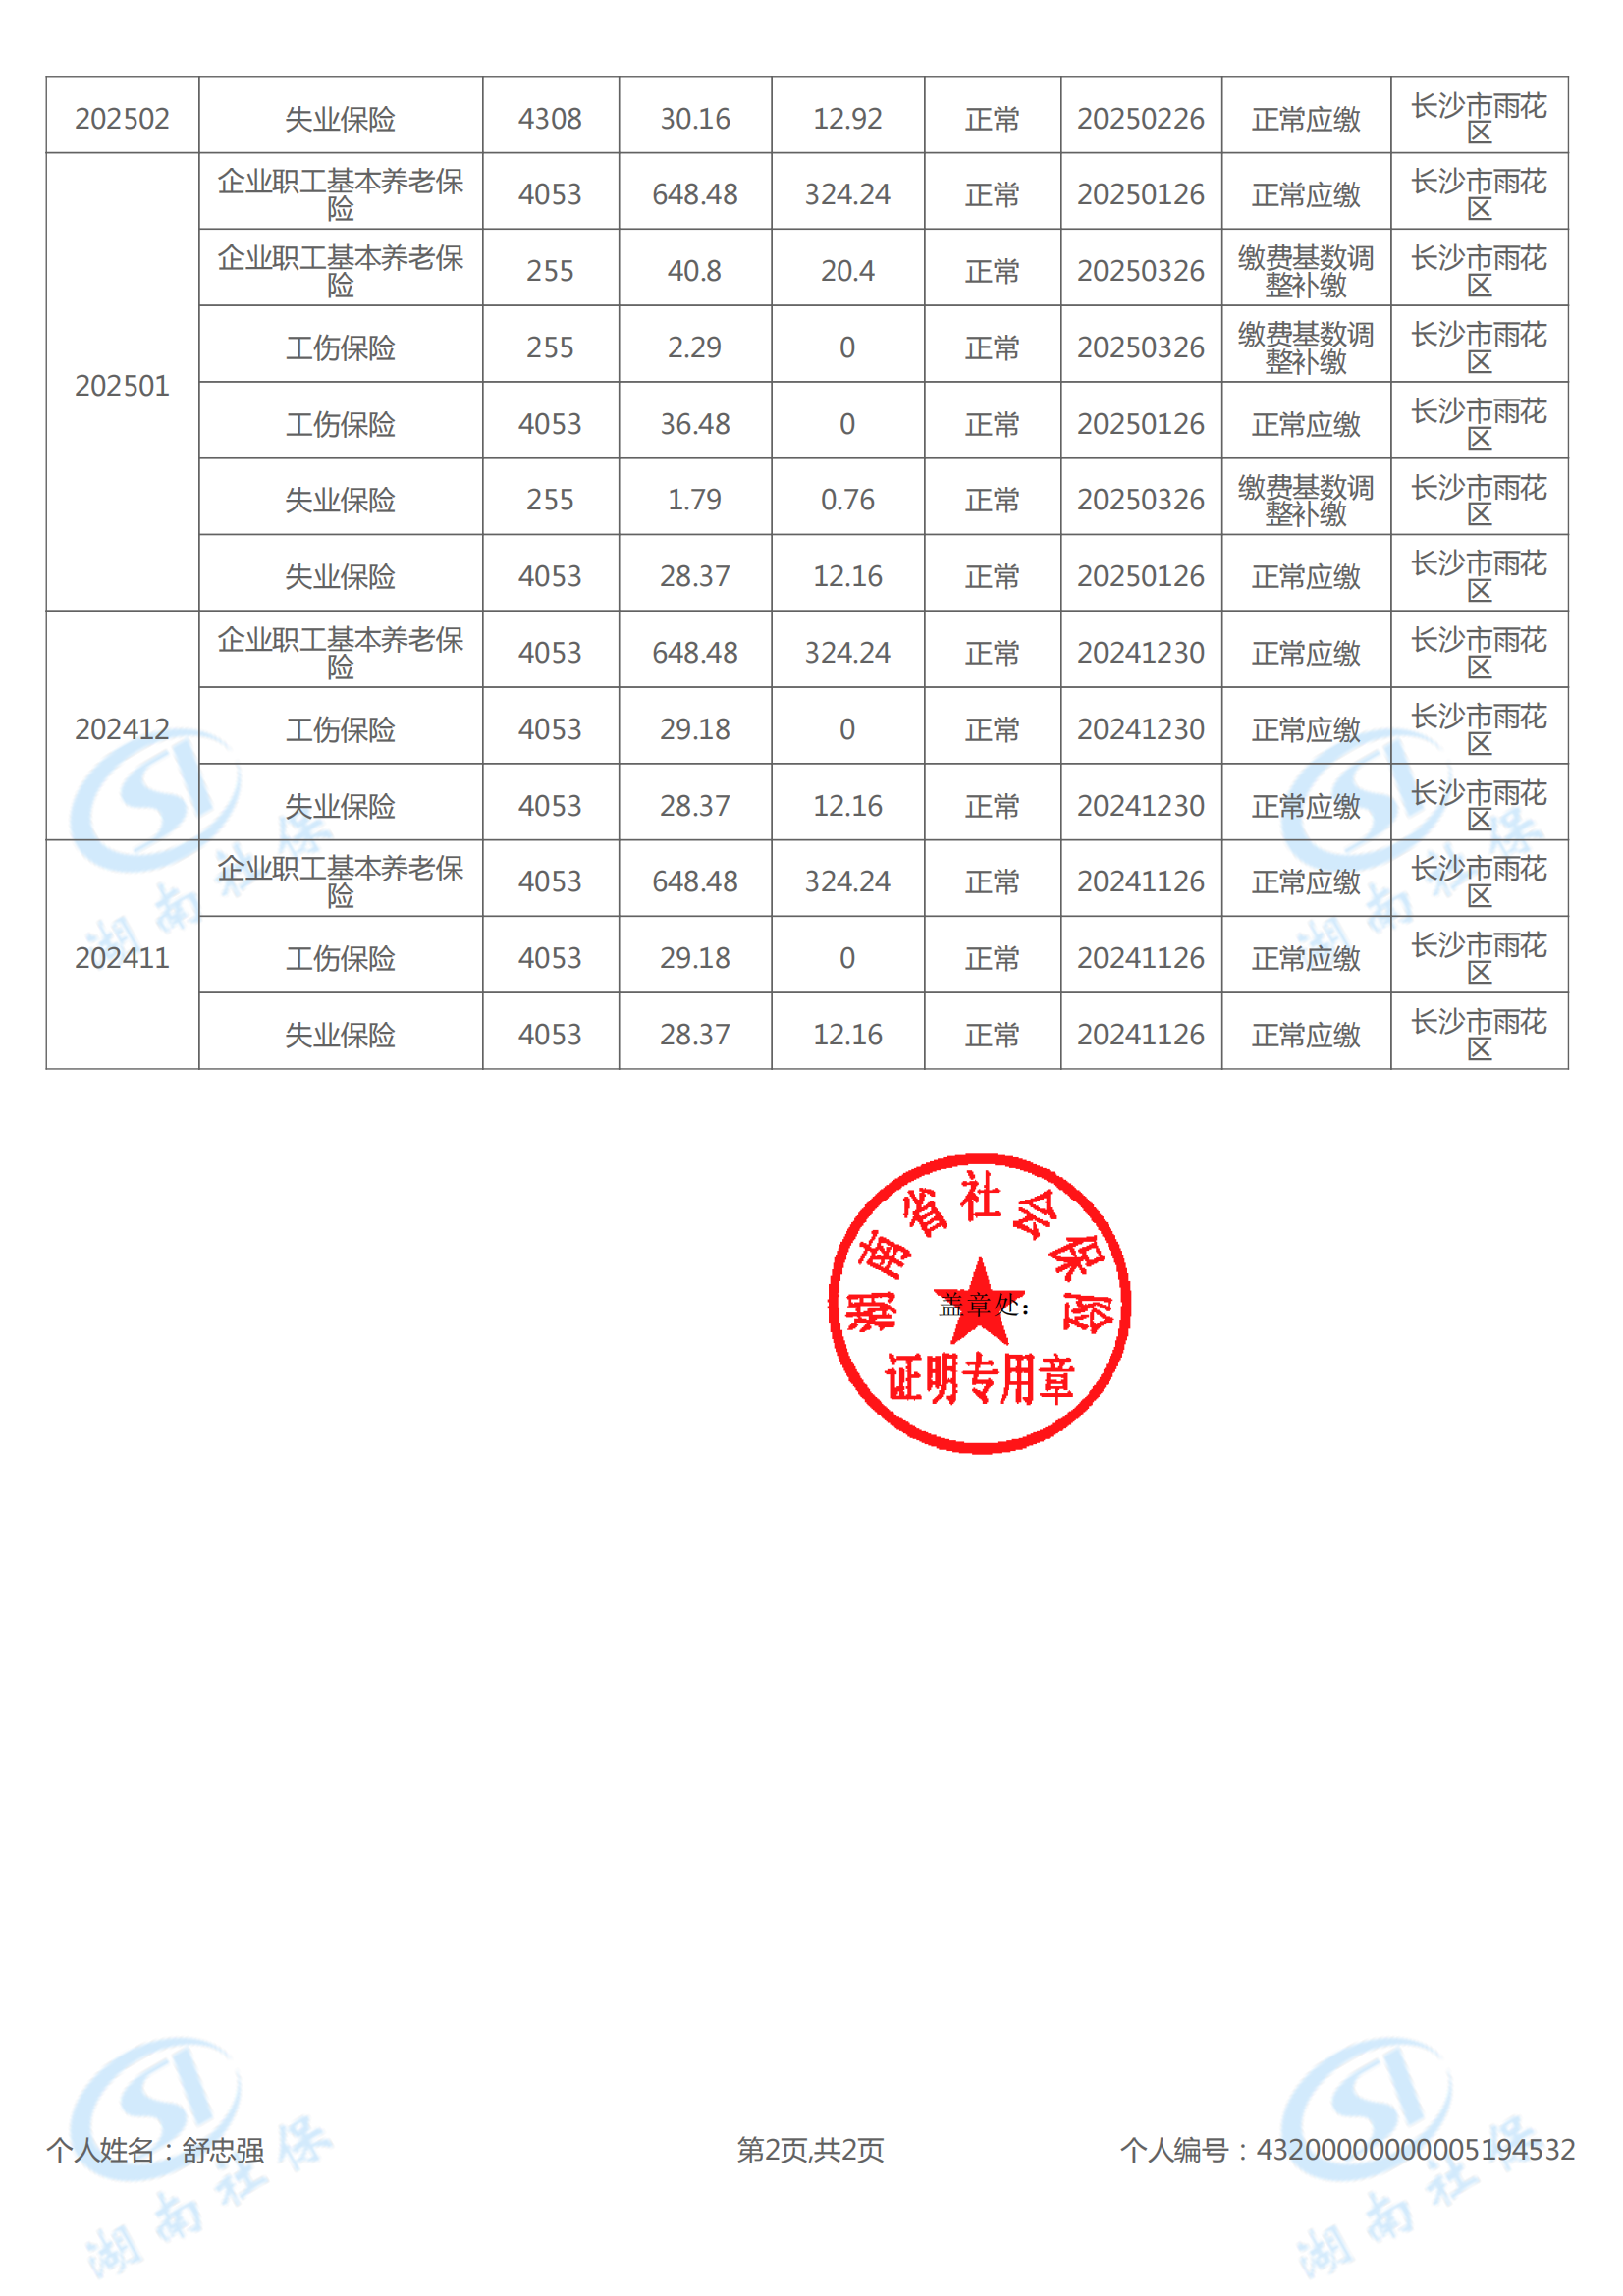 202502 失业保险 4308 30.16 12.92 正常 20250226 正常应缴 长沙市雨花区
202501 企业职工基本养老保险 4053 648.48 324.24 正常 20250126 正常应缴 长沙市雨花区
企业职工基本养老保险 255 40.8 20.4 正常 20250326 缴费基数调整补缴 长沙市雨花区
工伤保险 255 2.29 0 正常 20250326 缴费基数调整补缴 长沙市雨花区
工伤保险 4053 36.48 0 正常 20250126 正常应缴 长沙市雨花区
失业保险 255 1.79 0.76 正常 20250326 缴费基数调整补缴 长沙市雨花区
失业保险 4053 28.37 12.16 正常 20250126 正常应缴 长沙市雨花区
202412 企业职工基本养老保险 4053 648.48 324.24 正常 20241230 正常应缴 长沙市雨花区
工伤保险 4053 29.18 0 正常 20241230 正常应缴 长沙市雨花区
失业保险 4053 28.37 12.16 正常 20241230 正常应缴 长沙市雨花区
202411 企业职工基本养老保险 4053 648.48 324.24 正常 20241126 正常应缴 长沙市雨花区
工伤保险 4053 29.18 0 正常 20241126 正常应缴 长沙市雨花区
失业保险 4053 28.37 12.16 正常 20241126 正常应缴 长沙市雨花区
SI 湖南社保
SI 湖南社保
湖南省社会保险
盖章处：
证明专用章
SI 湖南社保
SI 湖南社保
个人姓名：舒忠强 第2页,共2页 个人编号：43200000000005194532